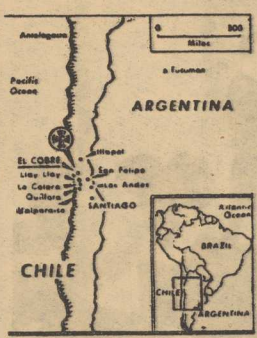 0 300
Miles
Antofagasta
Tucuman
Pacific
Ocean
ARGENTINA
Illapel
EL COBRE
San Felipe
Llay Llay
Los Andes
La Calera
Quillota
Valparaiso
SANTIAGO
CHILE
Atlantic
Ocean
BRAZIL
CHILE
ARGENTINA